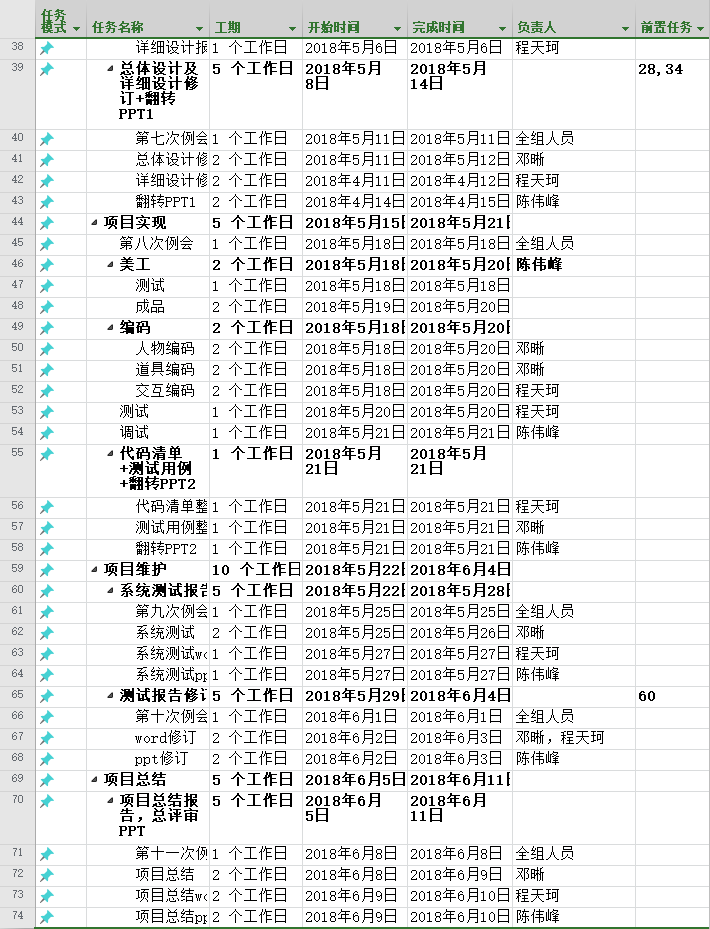 任务
模式 任务名称 工期 开始时间 完成时间 负责人 前置任务
38 详细设计报 1 个工作日 2018年5月6日 2018年5月6日 程天珂
39 总体设计及 5 个工作日 2018年5月 2018年5月 28,34
详细设计修 8日 14日
订+翻转
PPT1
40 第七次例会 1 个工作日 2018年5月11日 2018年5月11日 全组人员
41 总体设计修 2 个工作日 2018年5月11日 2018年5月12日 邓晰
42 详细设计修 2 个工作日 2018年4月11日 2018年4月12日 程天珂
43 翻转PPT1 2 个工作日 2018年4月14日 2018年4月15日 陈伟峰
44 项目实现 5 个工作日 2018年5月15日 2018年5月21日
45 第八次例会 1 个工作日 2018年5月18日 2018年5月18日 全组人员
46 美工 2 个工作日 2018年5月18日 2018年5月20日 陈伟峰
47 测试 1 个工作日 2018年5月18日 2018年5月18日
48 成品 2 个工作日 2018年5月19日 2018年5月20日
49 编码 2 个工作日 2018年5月18日 2018年5月20日
50 人物编码 2 个工作日 2018年5月18日 2018年5月20日 邓晰
51 道具编码 2 个工作日 2018年5月18日 2018年5月20日 邓晰
52 交互编码 2 个工作日 2018年5月18日 2018年5月20日 程天珂
53 测试 1 个工作日 2018年5月20日 2018年5月20日 程天珂
54 调试 1 个工作日 2018年5月21日 2018年5月21日 陈伟峰
55 代码清单 1 个工作日 2018年5月 2018年5月
+测试用例 21日 21日
+翻转PPT2
56 代码清单整 1 个工作日 2018年5月21日 2018年5月21日 程天珂
57 测试用例整 1 个工作日 2018年5月21日 2018年5月21日 邓晰
58 翻转PPT2 1 个工作日 2018年5月21日 2018年5月21日 陈伟峰
59 项目维护 10 个工作日 2018年5月22日 2018年6月4日
60 系统测试报告 5 个工作日 2018年5月22日 2018年5月28日
61 第九次例会 1 个工作日 2018年5月25日 2018年5月25日 全组人员
62 系统测试 2 个工作日 2018年5月25日 2018年5月26日 邓晰
63 系统测试wo 1 个工作日 2018年5月27日 2018年5月27日 程天珂
64 系统测试pp 1 个工作日 2018年5月27日 2018年5月27日 陈伟峰
65 测试报告修订 5 个工作日 2018年5月29日 2018年6月4日 60
66 第十次例会 1 个工作日 2018年6月1日 2018年6月1日 全组人员
67 word修订 2 个工作日 2018年6月2日 2018年6月3日 邓晰, 程天珂
68 ppt修订 2 个工作日 2018年6月2日 2018年6月3日 陈伟峰
69 项目总结 5 个工作日 2018年6月5日 2018年6月11日
70 项目总结报 5 个工作日 2018年6月 2018年6月
告, 总评审 5日 11日
PPT
71 第十一次例 1 个工作日 2018年6月8日 2018年6月8日 全组人员
72 项目总结 2 个工作日 2018年6月8日 2018年6月9日 邓晰
73 项目总结wo 2 个工作日 2018年6月9日 2018年6月10日 程天珂
74 项目总结pp 2 个工作日 2018年6月9日 2018年6月10日 陈伟峰